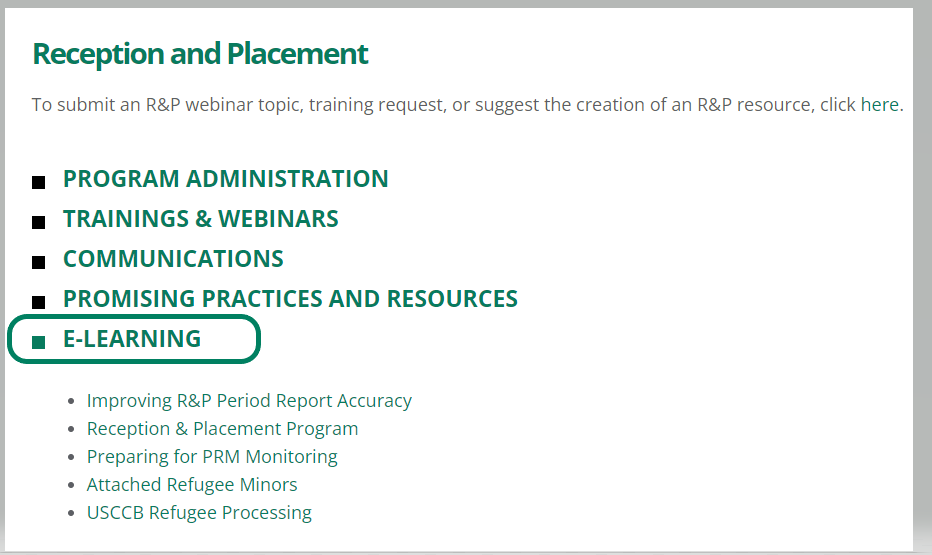 Reception and Placement
To submit an R&P webinar topic, training request, or suggest the creation of an R&P resource, click here.
PROGRAM ADMINISTRATION
TRAININGS & WEBINARS
COMMUNICATIONS
PROMISING PRACTICES AND RESOURCES
E-LEARNING
Improving R&P Period Report Accuracy
Reception & Placement Program
Preparing for PRM Monitoring
Attached Refugee Minors
USCCB Refugee Processing